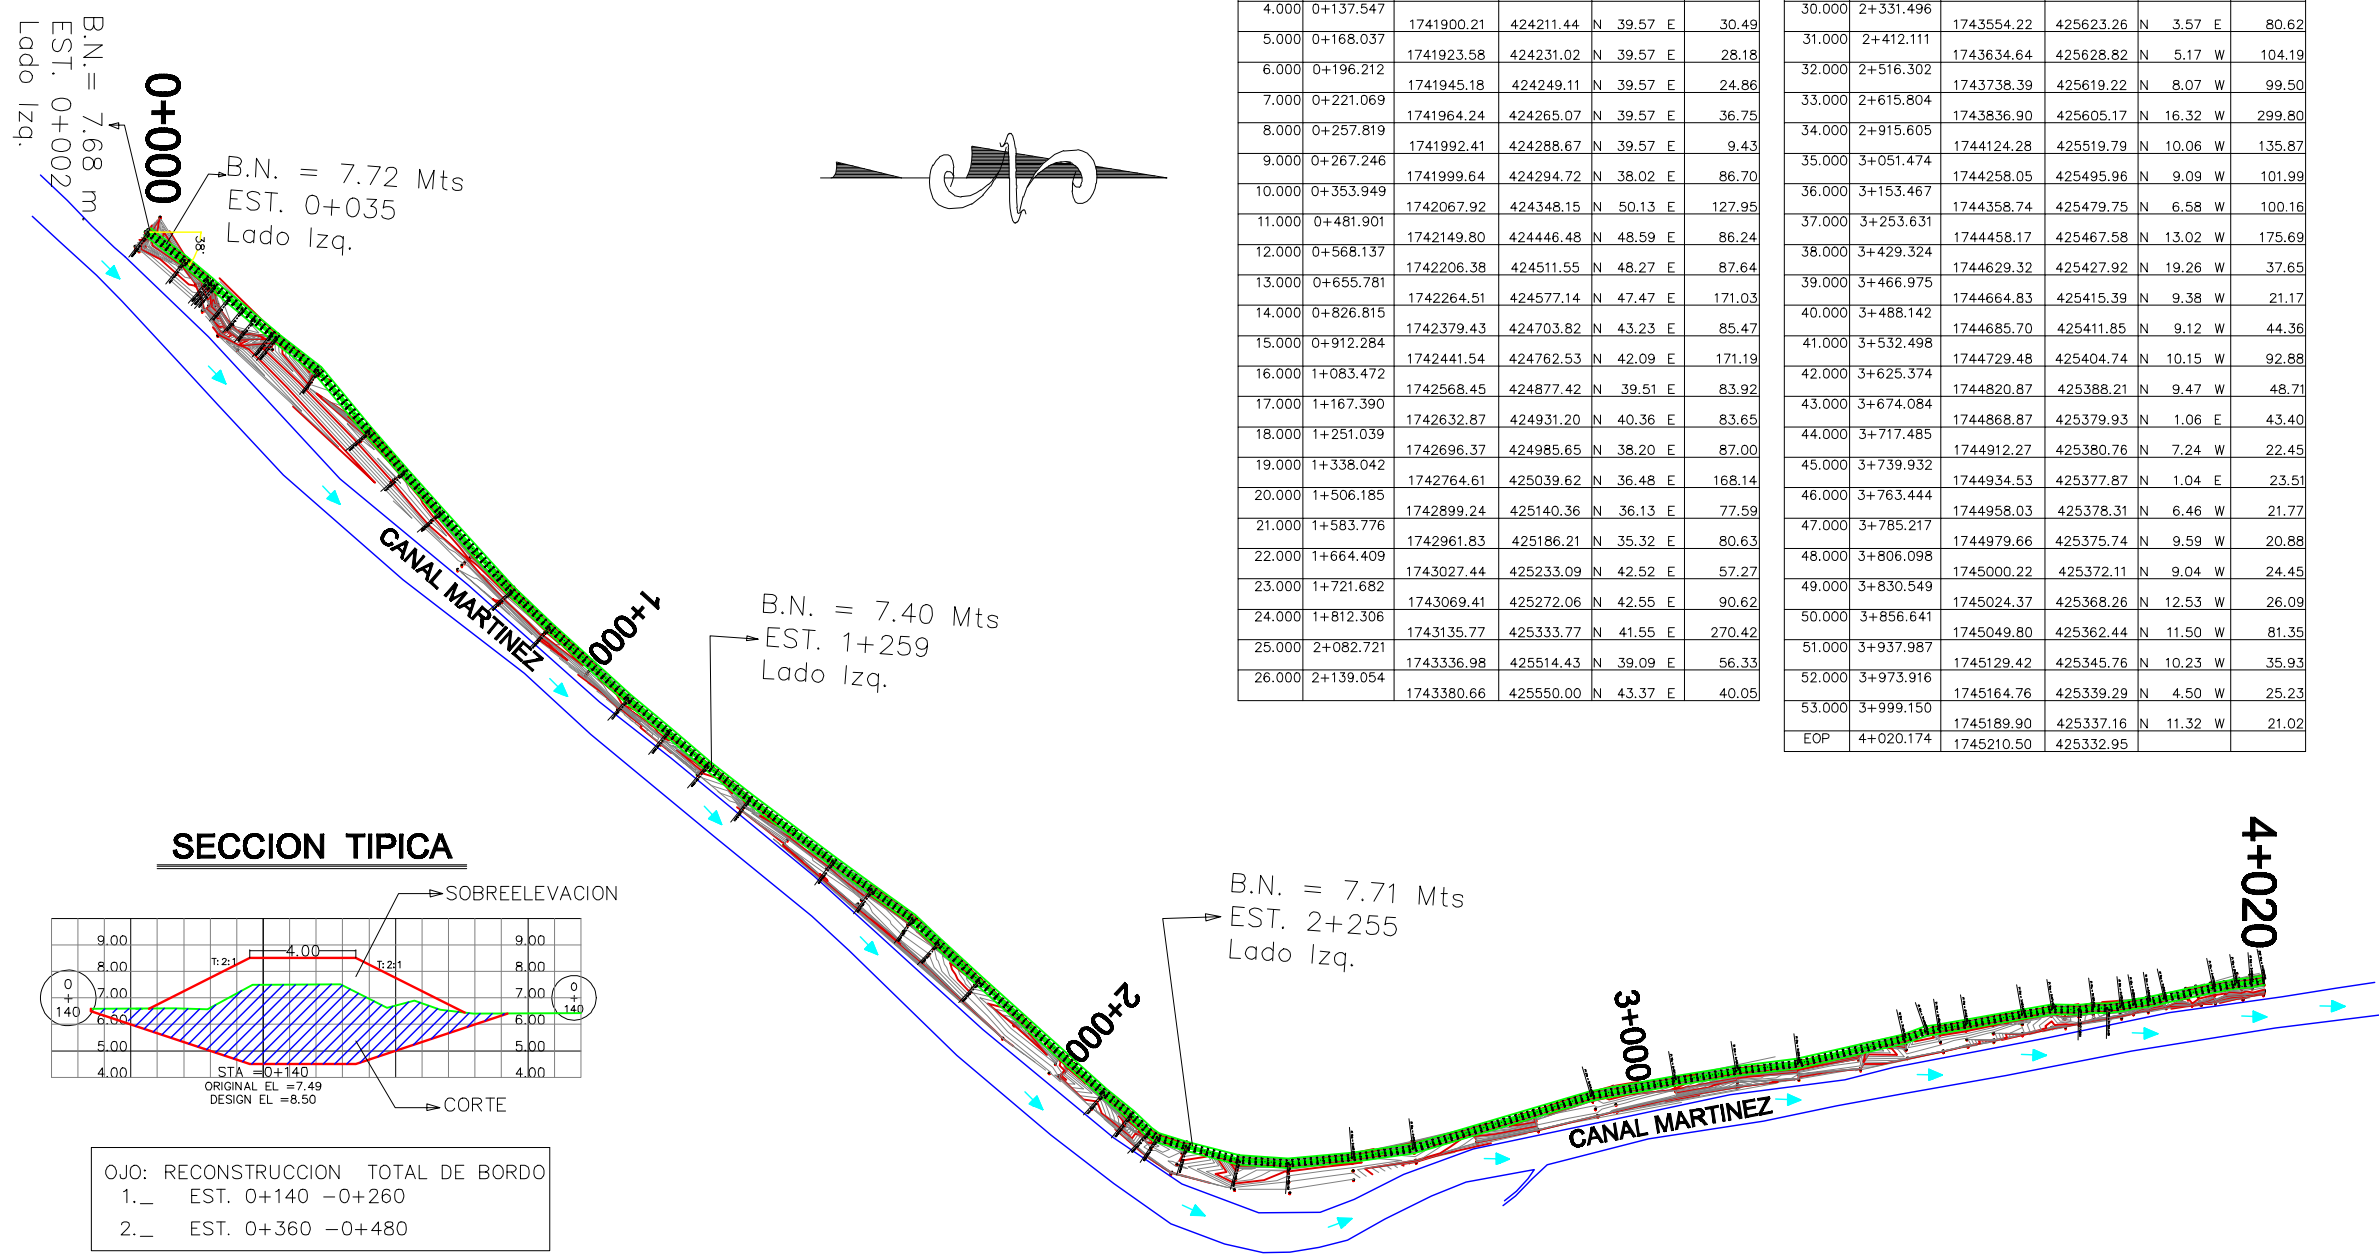 B.N.= 7.68 m.
EST. 0+002
Lado Izq.
0+000
B.N. = 7.72 Mts
EST. 0+035
Lado Izq.
38.
4.000 0+137.547 1741900.21 424211.44 N 39.57 E 30.49
5.000 0+168.037 1741923.58 424231.02 N 39.57 E 28.18
6.000 0+196.212 1741945.18 424249.11 N 39.57 E 24.86
7.000 0+221.069 1741964.24 424265.07 N 39.57 E 36.75
8.000 0+257.819 1741992.41 424288.67 N 39.57 E 9.43
9.000 0+267.246 1741999.64 424294.72 N 38.02 E 86.70
10.000 0+353.949 1742067.92 424348.15 N 50.13 E 127.95
11.000 0+481.901 1742149.80 424446.48 N 48.59 E 86.24
12.000 0+568.137 1742206.38 424511.55 N 48.27 E 87.64
13.000 0+655.781 1742264.51 424577.14 N 47.47 E 171.03
14.000 0+826.815 1742379.43 424703.82 N 43.23 E 85.47
15.000 0+912.284 1742441.54 424762.53 N 42.09 E 171.19
16.000 1+083.472 1742568.45 424877.42 N 39.51 E 83.92
17.000 1+167.390 1742632.87 424931.20 N 40.36 E 83.65
18.000 1+251.039 1742696.37 424985.65 N 38.20 E 87.00
19.000 1+338.042 1742764.61 425039.62 N 36.48 E 168.14
20.000 1+506.185 1742899.24 425140.36 N 36.13 E 77.59
21.000 1+583.776 1742961.83 425186.21 N 35.32 E 80.63
22.000 1+664.409 1743027.44 425233.09 N 42.52 E 57.27
23.000 1+721.682 1743069.41 425272.06 N 42.55 E 90.62
24.000 1+812.306 1743135.77 425333.77 N 41.55 E 270.42
25.000 2+082.721 1743336.98 425514.43 N 39.09 E 56.33
26.000 2+139.054 1743380.66 425550.00 N 43.37 E 40.05
30.000 2+331.496 1743554.22 425623.26 N 3.57 E 80.62
31.000 2+412.111 1743634.64 425628.82 N 5.17 W 104.19
32.000 2+516.302 1743738.39 425619.22 N 8.07 W 99.50
33.000 2+615.804 1743836.90 425605.17 N 16.32 W 299.80
34.000 2+915.605 1744124.28 425519.79 N 10.06 W 135.87
35.000 3+051.474 1744258.05 425495.96 N 9.09 W 101.99
36.000 3+153.467 1744358.74 425479.75 N 6.58 W 100.16
37.000 3+253.631 1744458.17 425467.58 N 13.02 W 175.69
38.000 3+429.324 1744629.32 425427.92 N 19.26 W 37.65
39.000 3+466.975 1744664.83 425415.39 N 9.38 W 21.17
40.000 3+488.142 1744685.70 425411.85 N 9.12 W 44.36
41.000 3+532.498 1744729.48 425404.74 N 10.15 W 92.88
42.000 3+625.374 1744820.87 425388.21 N 9.47 W 48.71
43.000 3+674.084 1744868.87 425379.93 N 1.06 E 43.40
44.000 3+717.485 1744912.27 425380.76 N 7.24 W 22.45
45.000 3+739.932 1744934.53 425377.87 N 1.04 E 23.51
46.000 3+763.444 1744958.03 425378.31 N 6.46 W 21.77
47.000 3+785.217 1744979.66 425375.74 N 9.59 W 20.88
48.000 3+806.098 1745000.22 425372.11 N 9.04 W 24.45
49.000 3+830.549 1745024.37 425368.26 N 12.53 W 26.09
50.000 3+856.641 1745049.80 425362.44 N 11.50 W 81.35
51.000 3+937.987 1745129.42 425345.76 N 10.23 W 35.93
52.000 3+973.916 1745164.76 425339.29 N 4.50 W 25.23
53.000 3+999.150 1745189.90 425337.16 N 11.32 W 21.02
EOP 4+020.174 1745210.50 425332.95
CANAL MARTINEZ
1+000
B.N. = 7.40 Mts
EST. 1+259
Lado Izq.
B.N. = 7.71 Mts
EST. 2+255
Lado Izq.
2+000
3+000
4+020
CANAL MARTINEZ
SECCION TIPICA
SOBREELEVACION
9.00 9.00
4.00
T:2:1 T:2:1
8.00 8.00
7.00 7.00
0 + 140 0 + 140
6.00 6.00
5.00 5.00
4.00 4.00
STA =0+140
ORIGINAL EL =7.49
DESIGN EL =8.50
CORTE
OJO: RECONSTRUCCION TOTAL DE BORDO
1._ EST. 0+140 -0+260
2._ EST. 0+360 -0+480